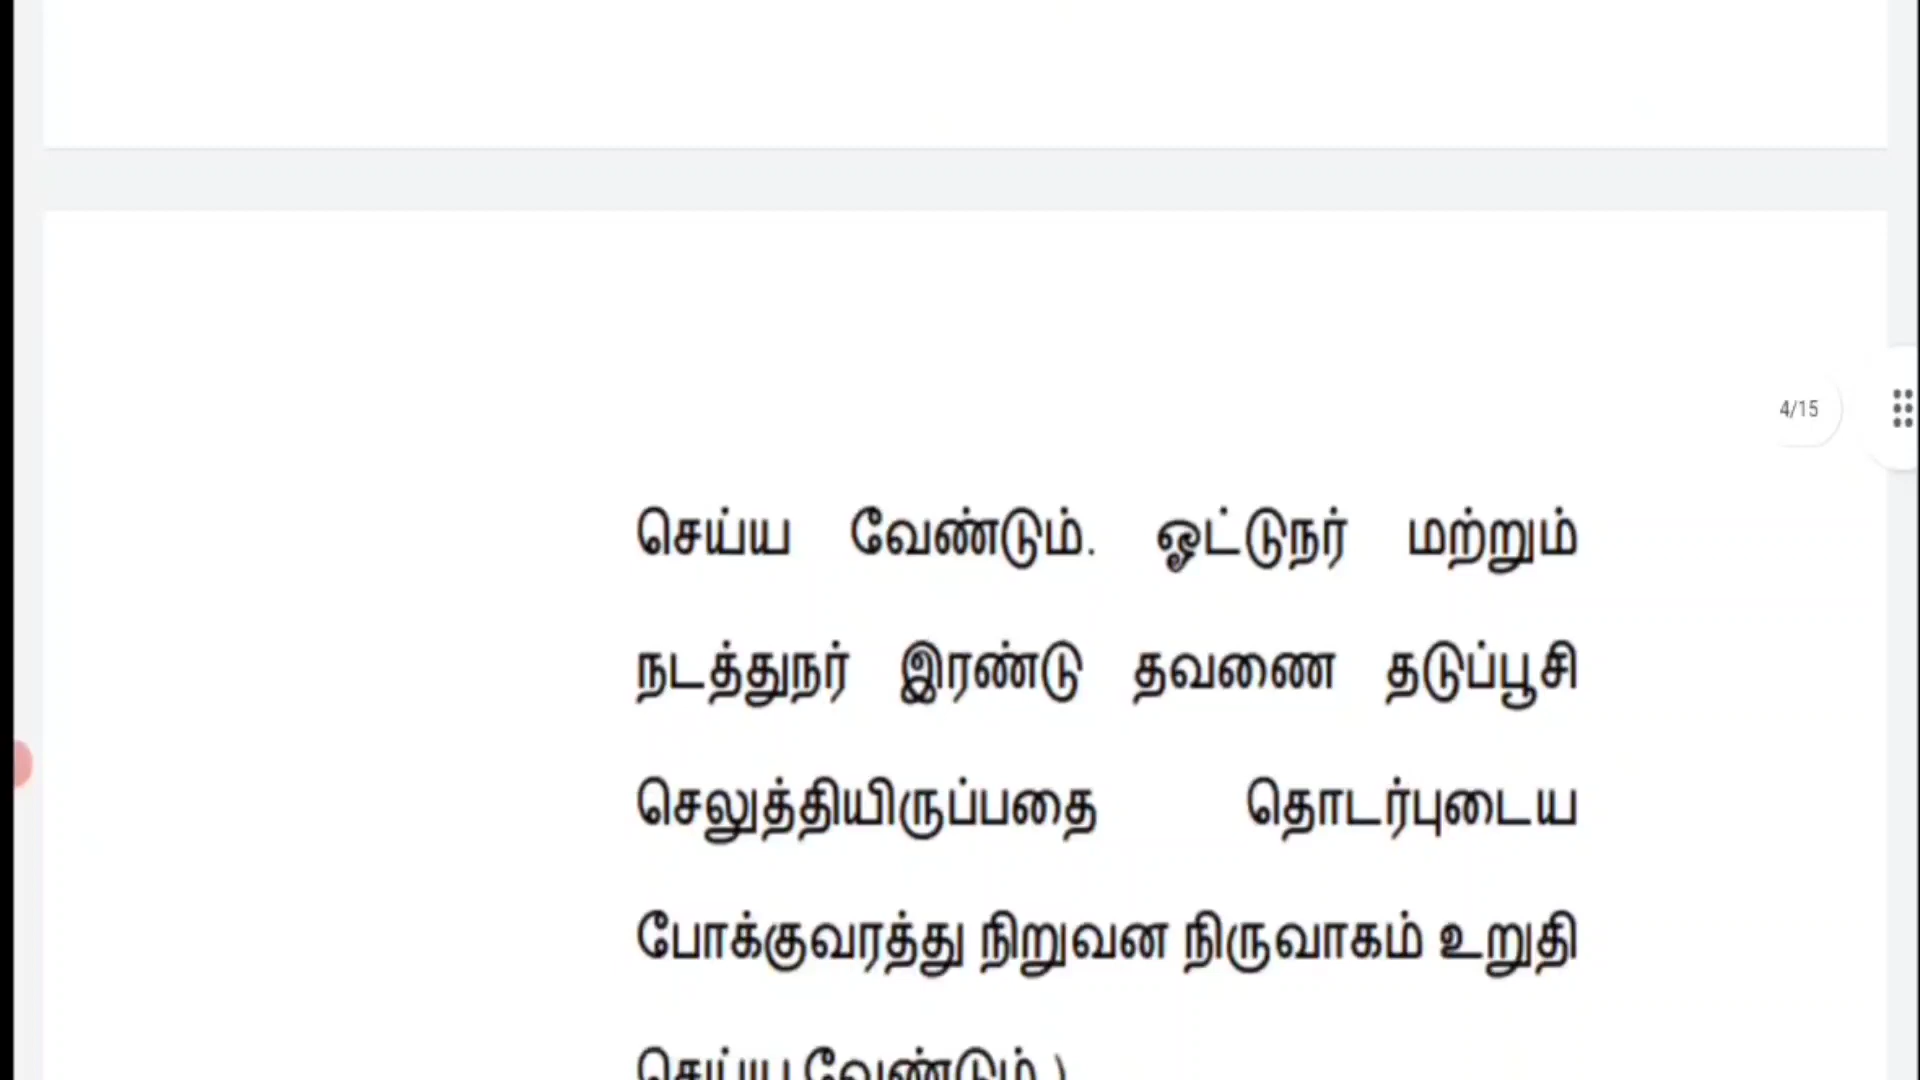 4/15
செய்ய வேண்டும். ஓட்டுநர் மற்றும்
நடத்துநர் இரண்டு தவணை தடுப்பூசி
செலுத்தியிருப்பதை தொடர்புடைய
போக்குவரத்து நிறுவன நிருவாகம் உறுதி
செய்ய வேண்டும்.)